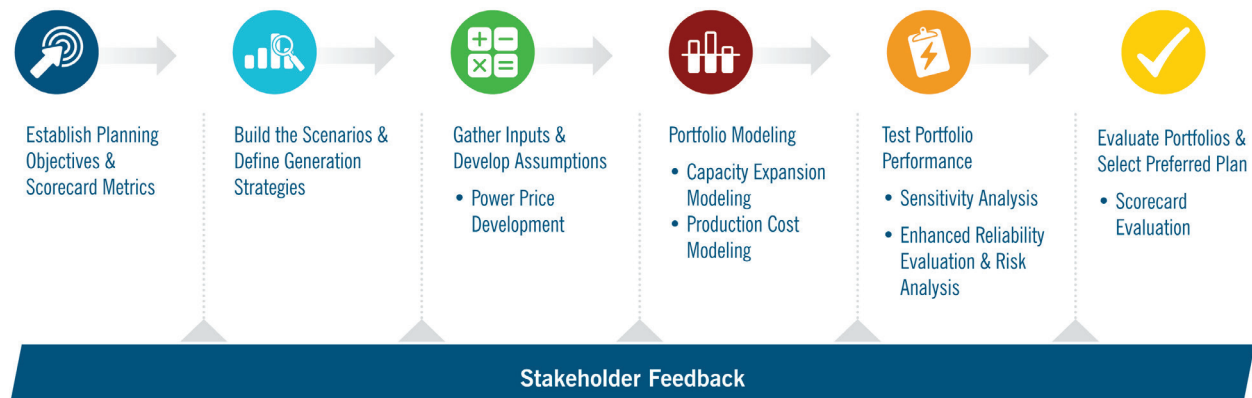 Establish Planning
Objectives &
Scorecard Metrics
Build the Scenarios &
Define Generation
Strategies
Gather Inputs &
Develop Assumptions
• Power Price
Development
Portfolio Modeling
• Capacity Expansion
Modeling
• Production Cost
Modeling
Test Portfolio
Performance
• Sensitivity Analysis
• Enhanced Reliability
Evaluation & Risk
Analysis
Evaluate Portfolios &
Select Preferred Plan
• Scorecard
Evaluation
Stakeholder Feedback